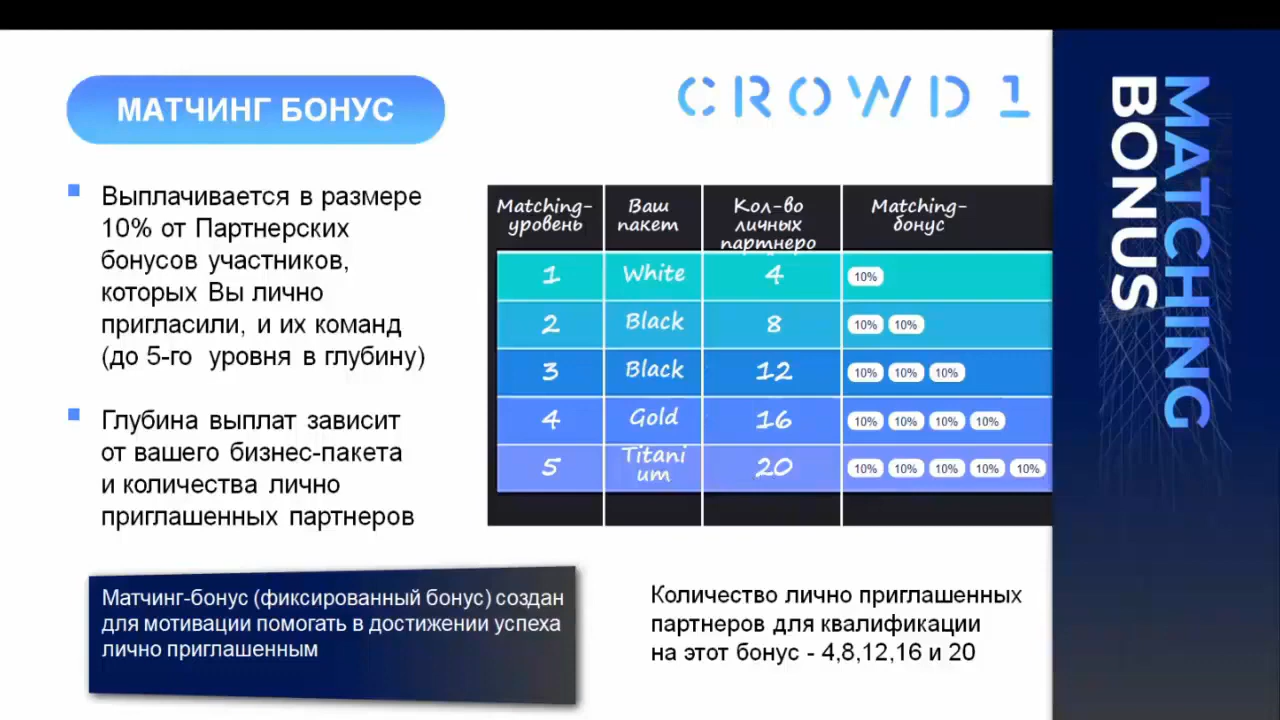 МАТЧИНГ БОНУС
CROWD 1
Выплачивается в размере
10% от Партнерских
бонусов участников,
которых Вы лично
пригласили, и их команд
(до 5-го уровня в глубину)
Глубина выплат зависит
от вашего бизнес-пакета
и количества лично
приглашенных партнеров
Matching-уровень Ваш пакет Кол-во личных партнеро Matching-бонус
1 White 4 10%
2 Black 8 10% 10%
3 Black 12 10% 10% 10%
4 Gold 16 10% 10% 10% 10%
5 Titanium 20 10% 10% 10% 10% 10%
Матчинг-бонус (фиксированный бонус) создан
для мотивации помогать в достижении успеха
лично приглашенным
Количество лично приглашенных
партнеров для квалификации
на этот бонус - 4,8,12,16 и 20
MATCHING
BONUS